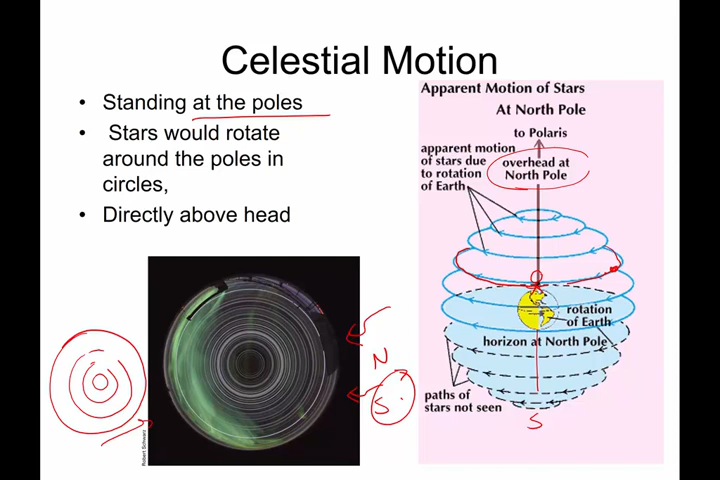 Celestial Motion
• Standing at the poles
• Stars would rotate
around the poles in
circles,
• Directly above head
Apparent Motion of Stars
At North Pole
to Polaris
apparent motion
of stars due
to rotation
of Earth
overhead at
North Pole
rotation
of Earth
horizon at North Pole
paths of
stars not seen
S
N
S
Robert Schwarz